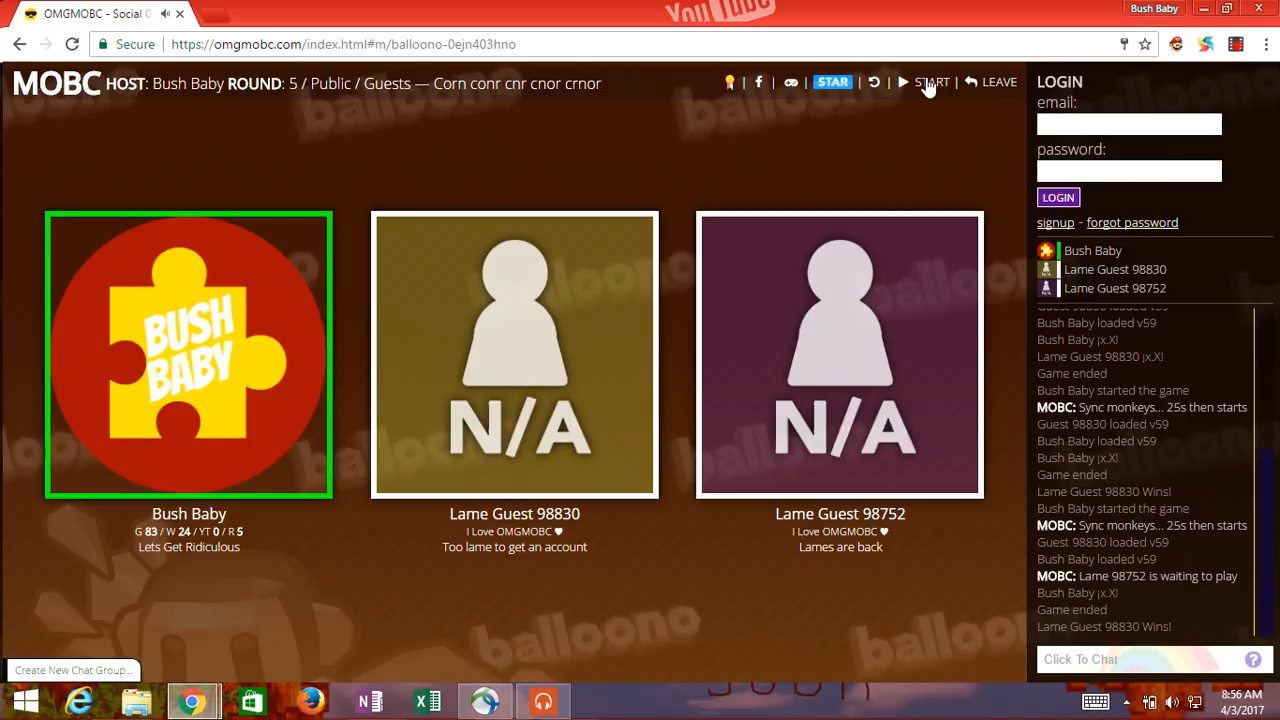 YouTube
OMGMOBC - Social G
Bush Baby
Secure
https://omgmobc.com/index.html#m/balloono-0ejn403hno
MOBC HOST: Bush Baby ROUND: 5 / Public / Guests — Corn conr cnr cnor crnor
STAR
START
LEAVE
BUSH
BABY
Bush Baby
G 83 / W 24 / YT 0 / R 5
Lets Get Ridiculous
N/A
Lame Guest 98830
I Love OMGMOBC ♥
Too lame to get an account
N/A
Lame Guest 98752
I Love OMGMOBC ♥
Lames are back
balloono
balloono
balloono
balloono
LOGIN
email:
password:
LOGIN
signup - forgot password
Bush Baby
Lame Guest 98830
Lame Guest 98752
Guest 98830 loaded v59
Bush Baby loaded v59
Bush Baby ¡x.X!
Lame Guest 98830 ¡x.X!
Game ended
Bush Baby started the game
MOBC: Sync monkeys... 25s then starts
Guest 98830 loaded v59
Bush Baby loaded v59
Bush Baby ¡x.X!
Game ended
Lame Guest 98830 Wins!
Bush Baby started the game
MOBC: Sync monkeys... 25s then starts
Guest 98830 loaded v59
Bush Baby loaded v59
MOBC: Lame 98752 is waiting to play
Bush Baby ¡x.X!
Game ended
Lame Guest 98830 Wins!
Click To Chat
Create New Chat Group...
8:56 AM
4/3/2017